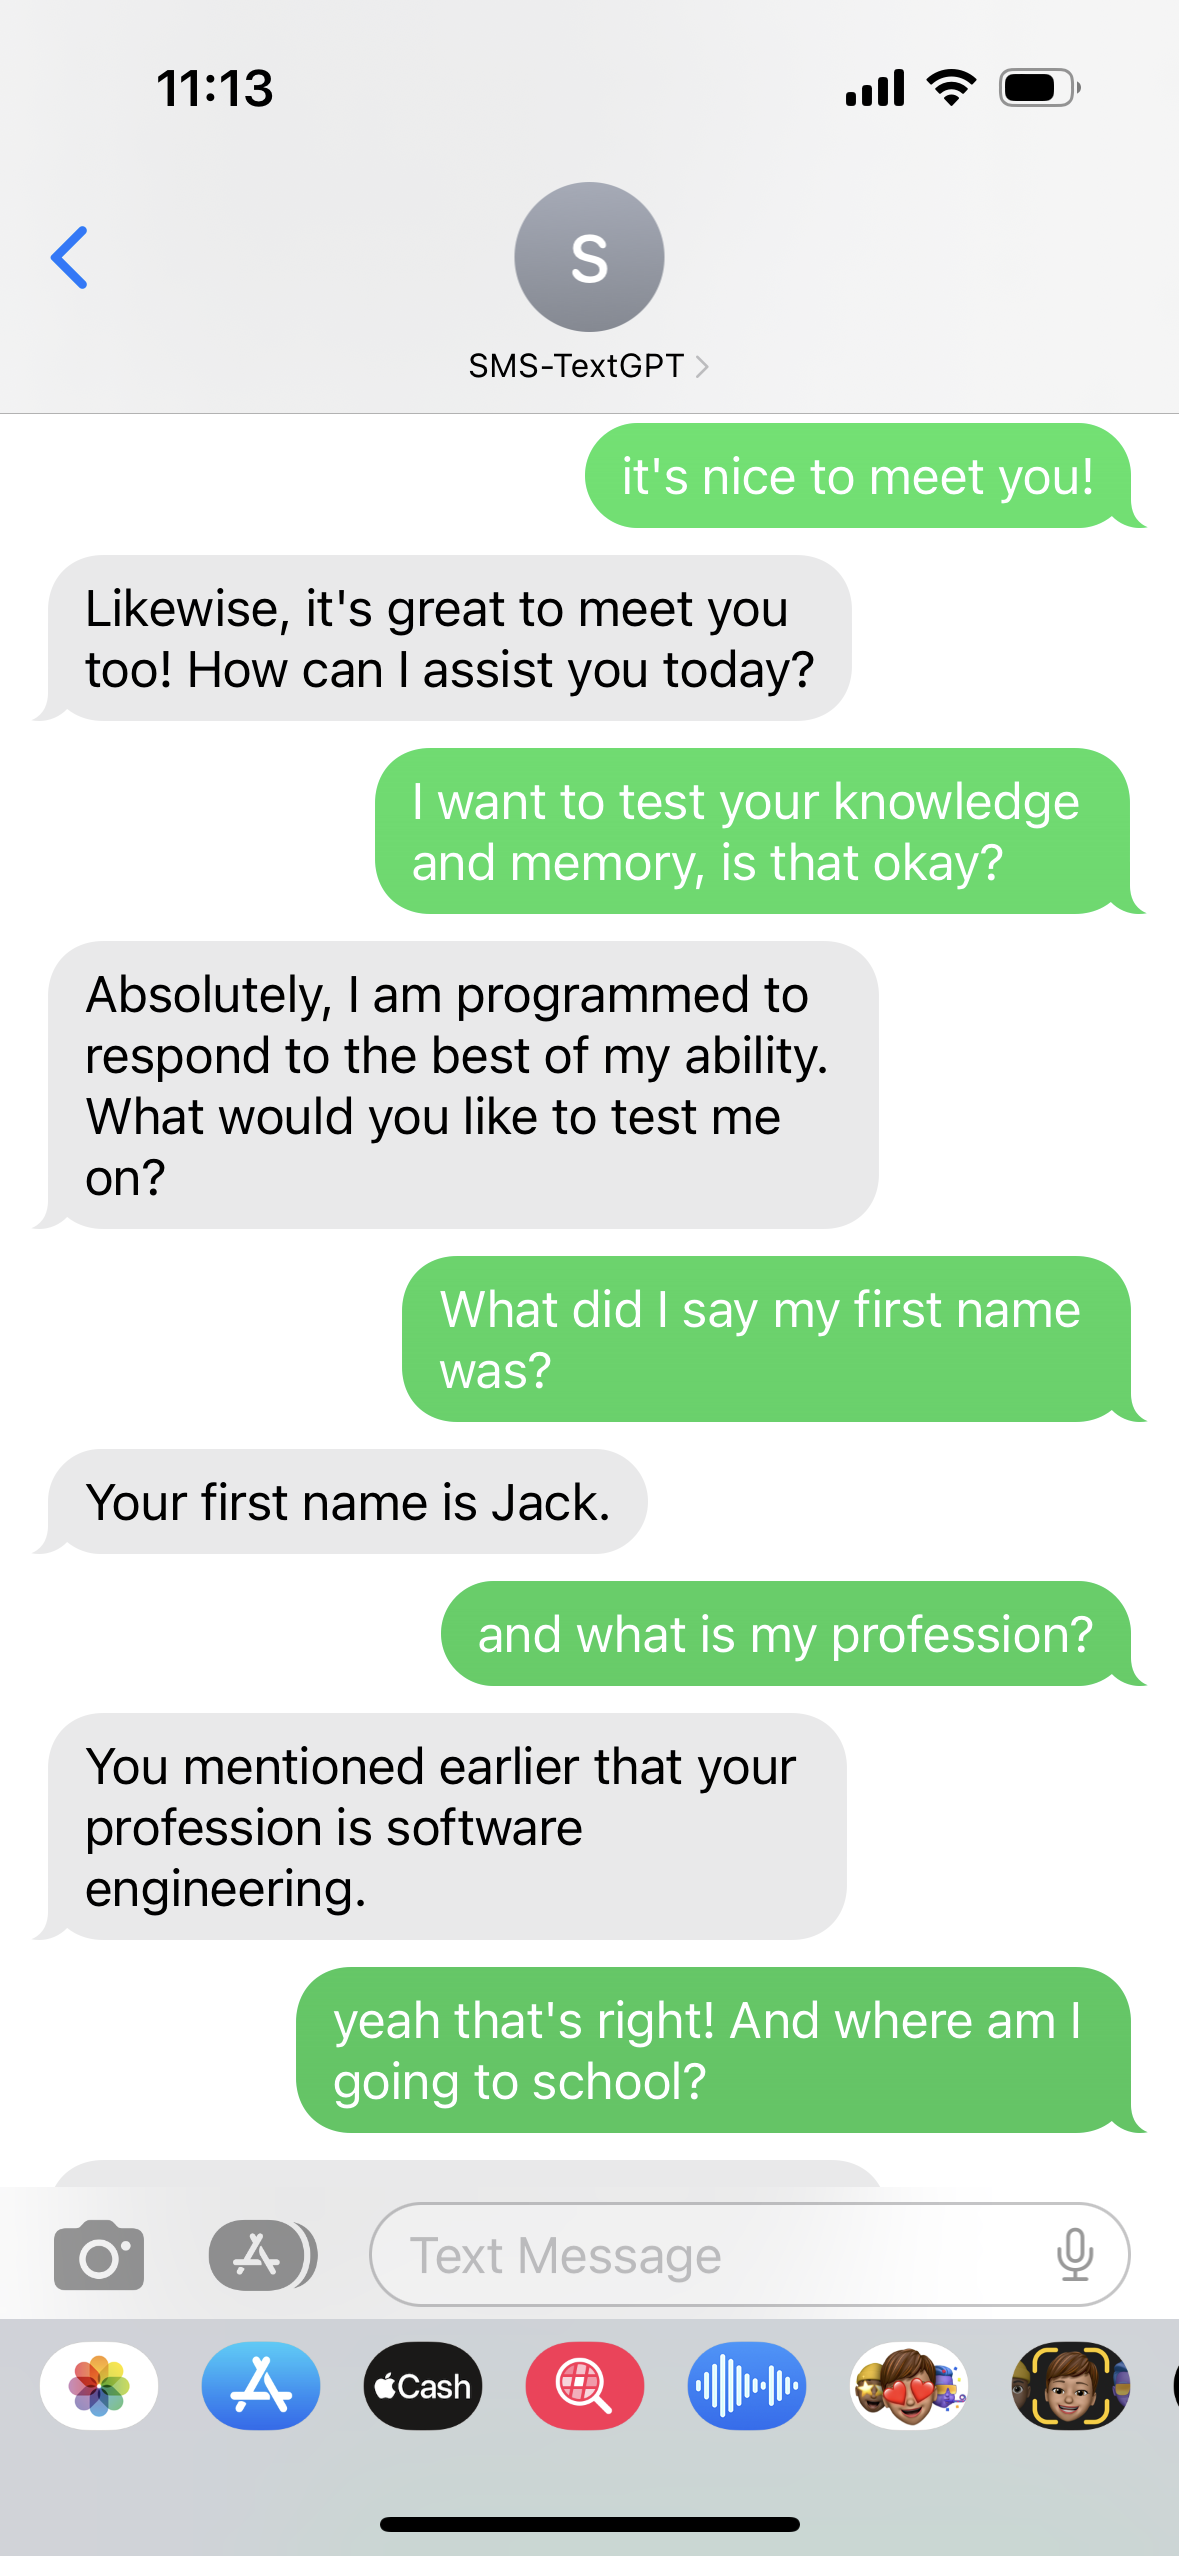 11:13
S
SMS-TextGPT
it's nice to meet you!
Likewise, it's great to meet you
too! How can I assist you today?
I want to test your knowledge
and memory, is that okay?
Absolutely, I am programmed to
respond to the best of my ability.
What would you like to test me
on?
What did I say my first name
was?
Your first name is Jack.
and what is my profession?
You mentioned earlier that your
profession is software
engineering.
yeah that's right! And where am I
going to school?
Text Message
Cash